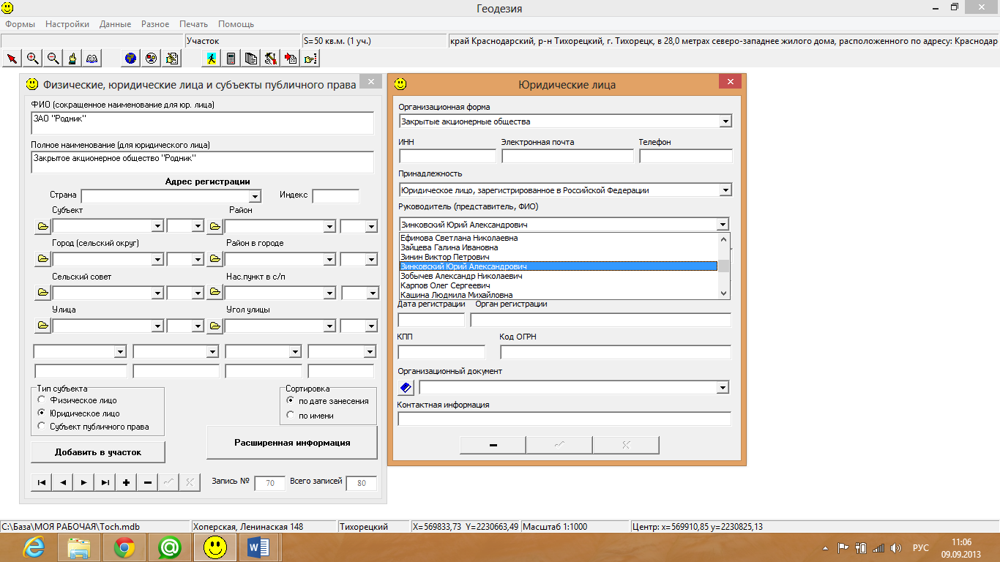 Геодезия
Формы Настройки Данные Разное Печать Помощь
Участок S=50 кв.м. (1 уч.) край Краснодарский, р-н Тихорецкий, г. Тихорецк, в 28,0 метрах северо-западнее жилого дома, расположенного по адресу: Краснодар
Физические, юридические лица и субъекты публичного права
ФИО (сокращенное наименование для юр. лица)
ЗАО "Родник"
Полное наименование (для юридического лица)
Закрытое акционерное общество "Родник"
Адрес регистрации
Страна Индекс
Субъект Район
Город (сельский округ) Район в городе
Сельский совет Нас.пункт в с/п
Улица Угол улицы
Тип субъекта
Физическое лицо
Юридическое лицо
Субъект публичного права
Сортировка
по дате занесения
по имени
Добавить в участок
Расширенная информация
Запись № 70 Всего записей 80
Юридические лица
Организационная форма
Закрытые акционерные общества
ИНН Электронная почта Телефон
Принадлежность
Юридическое лицо, зарегистрированное в Российской Федерации
Руководитель (представитель, ФИО)
Зинковский Юрий Александрович
Ефимова Светлана Николаевна
Зайцева Галина Ивановна
Зинин Виктор Петрович
Зинковский Юрий Александрович
Зобычев Александр Николаевич
Карпов Олег Сергеевич
Кашина Людмила Михайловна
Дата регистрации Орган регистрации
КПП Код ОГРН
Организационный документ
Контактная информация
C:\База\МОЯ РАБОЧАЯ\Toch.mdb Хоперская, Ленинаская 148 Тихорецкий X=569833,73 Y=2230663,49 Масштаб 1:1000 Центр: x=569910,85 y=2230825,13
РУС
11:06
09.09.2013